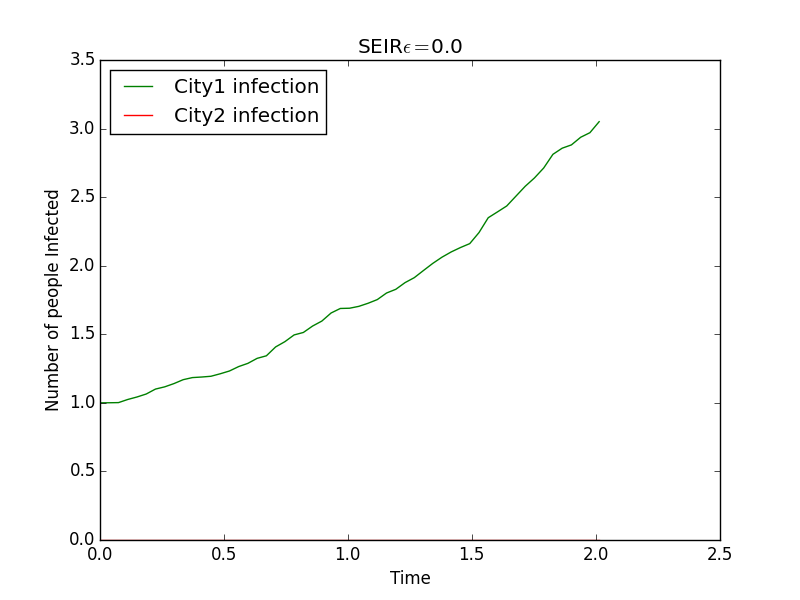 SEIRϵ=0.0
3.5
City1 infection
City2 infection
3.0
2.5
2.0
1.5
1.0
0.5
0.0
Number of people Infected
0.0 0.5 1.0 1.5 2.0 2.5
Time